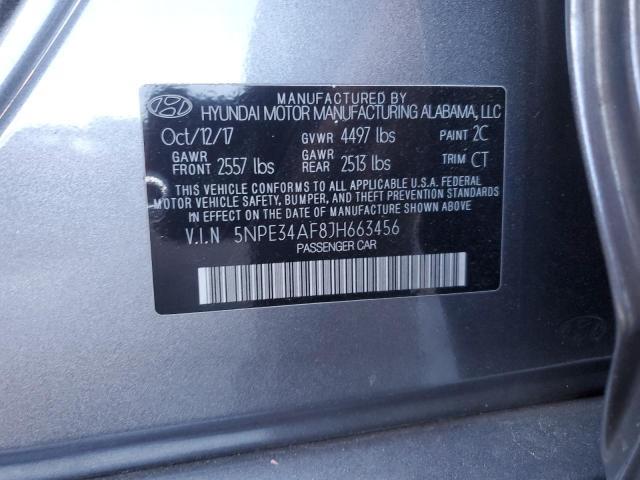 MANUFACTURED BY
HYUNDAI MOTOR MANUFACTURING ALABAMA, LLC
Oct/12/17 GVWR 4497 lbs PAINT 2C
GAWR FRONT 2557 lbs GAWR REAR 2513 lbs TRIM CT
THIS VEHICLE CONFORMS TO ALL APPLICABLE U.S.A. FEDERAL
MOTOR VEHICLE SAFETY, BUMPER, AND THEFT PREVENTION STANDARDS
IN EFFECT ON THE DATE OF MANUFACTURE SHOWN ABOVE.
V.I.N 5NPE34AF8JH663456
PASSENGER CAR